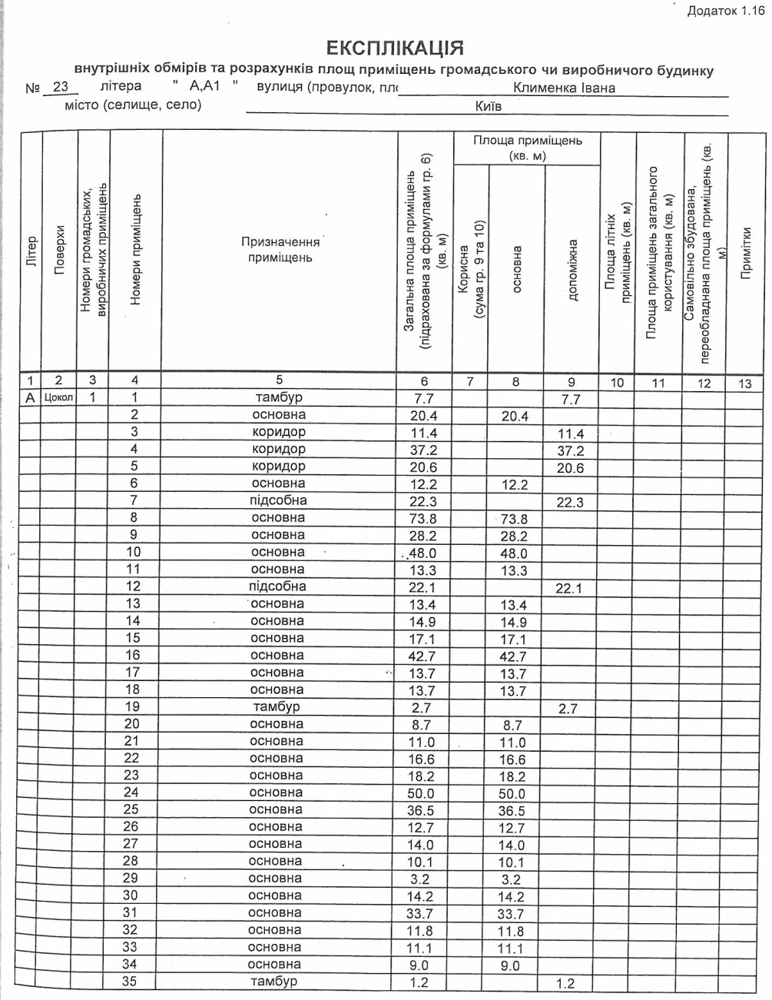 Додаток 1.16
ЕКСПЛІКАЦІЯ
внутрішніх обмірів та розрахунків площ приміщень громадського чи виробничого будинку
№ 23 літера " А,А1 " вулиця (провулок, пл Клименка Івана
місто (селище, село) Київ
Літер
Поверхи
Номери громадських, виробничих приміщень
Номери приміщень
Призначення
приміщень
Загальна площа приміщень
(підрахована за формулами гр. 6)
(кв. м)
Площа приміщень
(кв. м)
Корисна
(сума гр. 9 та 10)
основна
допоміжна
Площа літніх
приміщень (кв. м)
Площа приміщень загального
користування (кв. м)
Самовільно збудована,
переобладнана площа приміщень (кв.
м)
Примітки
1 2 3 4 5 6 7 8 9 10 11 12 13
А Цокол 1 1 тамбур 7.7 7.7
2 основна 20.4 20.4
3 коридор 11.4 11.4
4 коридор 37.2 37.2
5 коридор 20.6 20.6
6 основна 12.2 12.2
7 підсобна 22.3 22.3
8 основна 73.8 73.8
9 основна 28.2 28.2
10 основна 48.0 48.0
11 основна 13.3 13.3
12 підсобна 22.1 22.1
13 основна 13.4 13.4
14 основна 14.9 14.9
15 основна 17.1 17.1
16 основна 42.7 42.7
17 основна 13.7 13.7
18 основна 13.7 13.7
19 тамбур 2.7 2.7
20 основна 8.7 8.7
21 основна 11.0 11.0
22 основна 16.6 16.6
23 основна 18.2 18.2
24 основна 50.0 50.0
25 основна 36.5 36.5
26 основна 12.7 12.7
27 основна 14.0 14.0
28 основна 10.1 10.1
29 основна 3.2 3.2
30 основна 14.2 14.2
31 основна 33.7 33.7
32 основна 11.8 11.8
33 основна 11.1 11.1
34 основна 9.0 9.0
35 тамбур 1.2 1.2